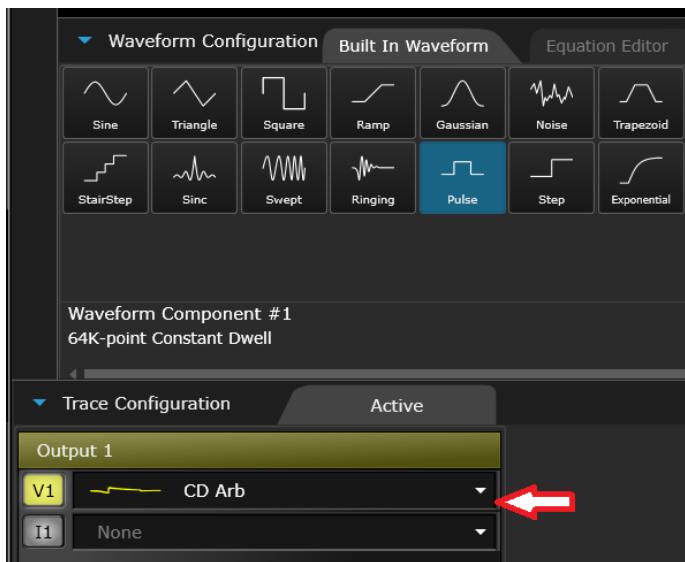 Waveform Configuration Built In Waveform Equation Editor
Sine Triangle Square Ramp Gaussian Noise Trapezoid
StairStep Sinc Swept Ringing Pulse Step Exponential
Waveform Component #1
64K-point Constant Dwell
Trace Configuration Active
Output 1
V1 CD Arb
I1 None